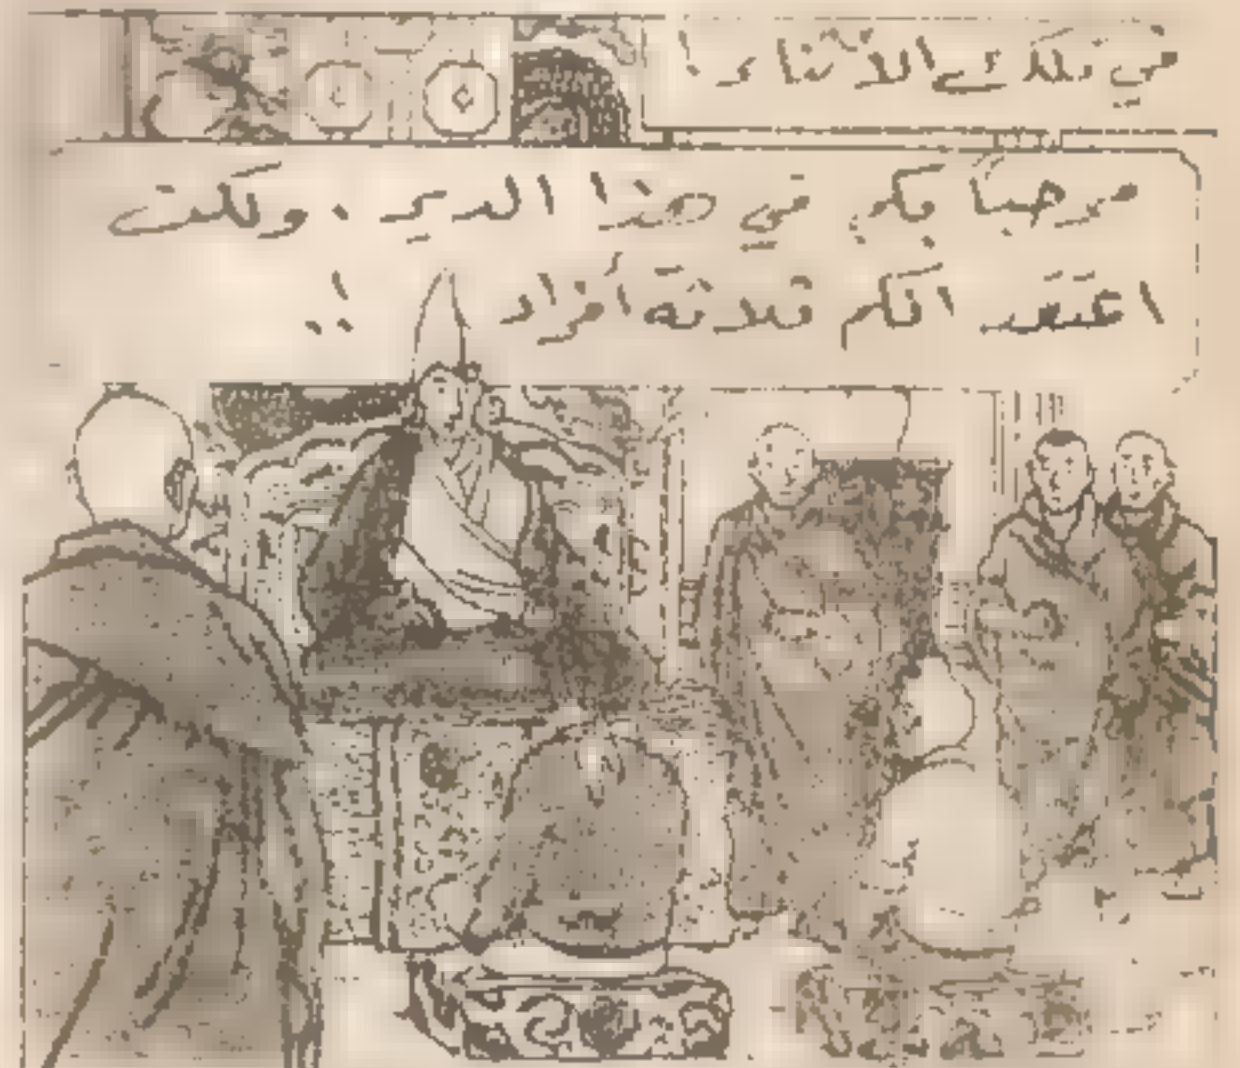 في تلك الأثناء !
مرحبا بكم في هذا الدير . ولكن
اعتقد انكم ثلاثة أفراد !!